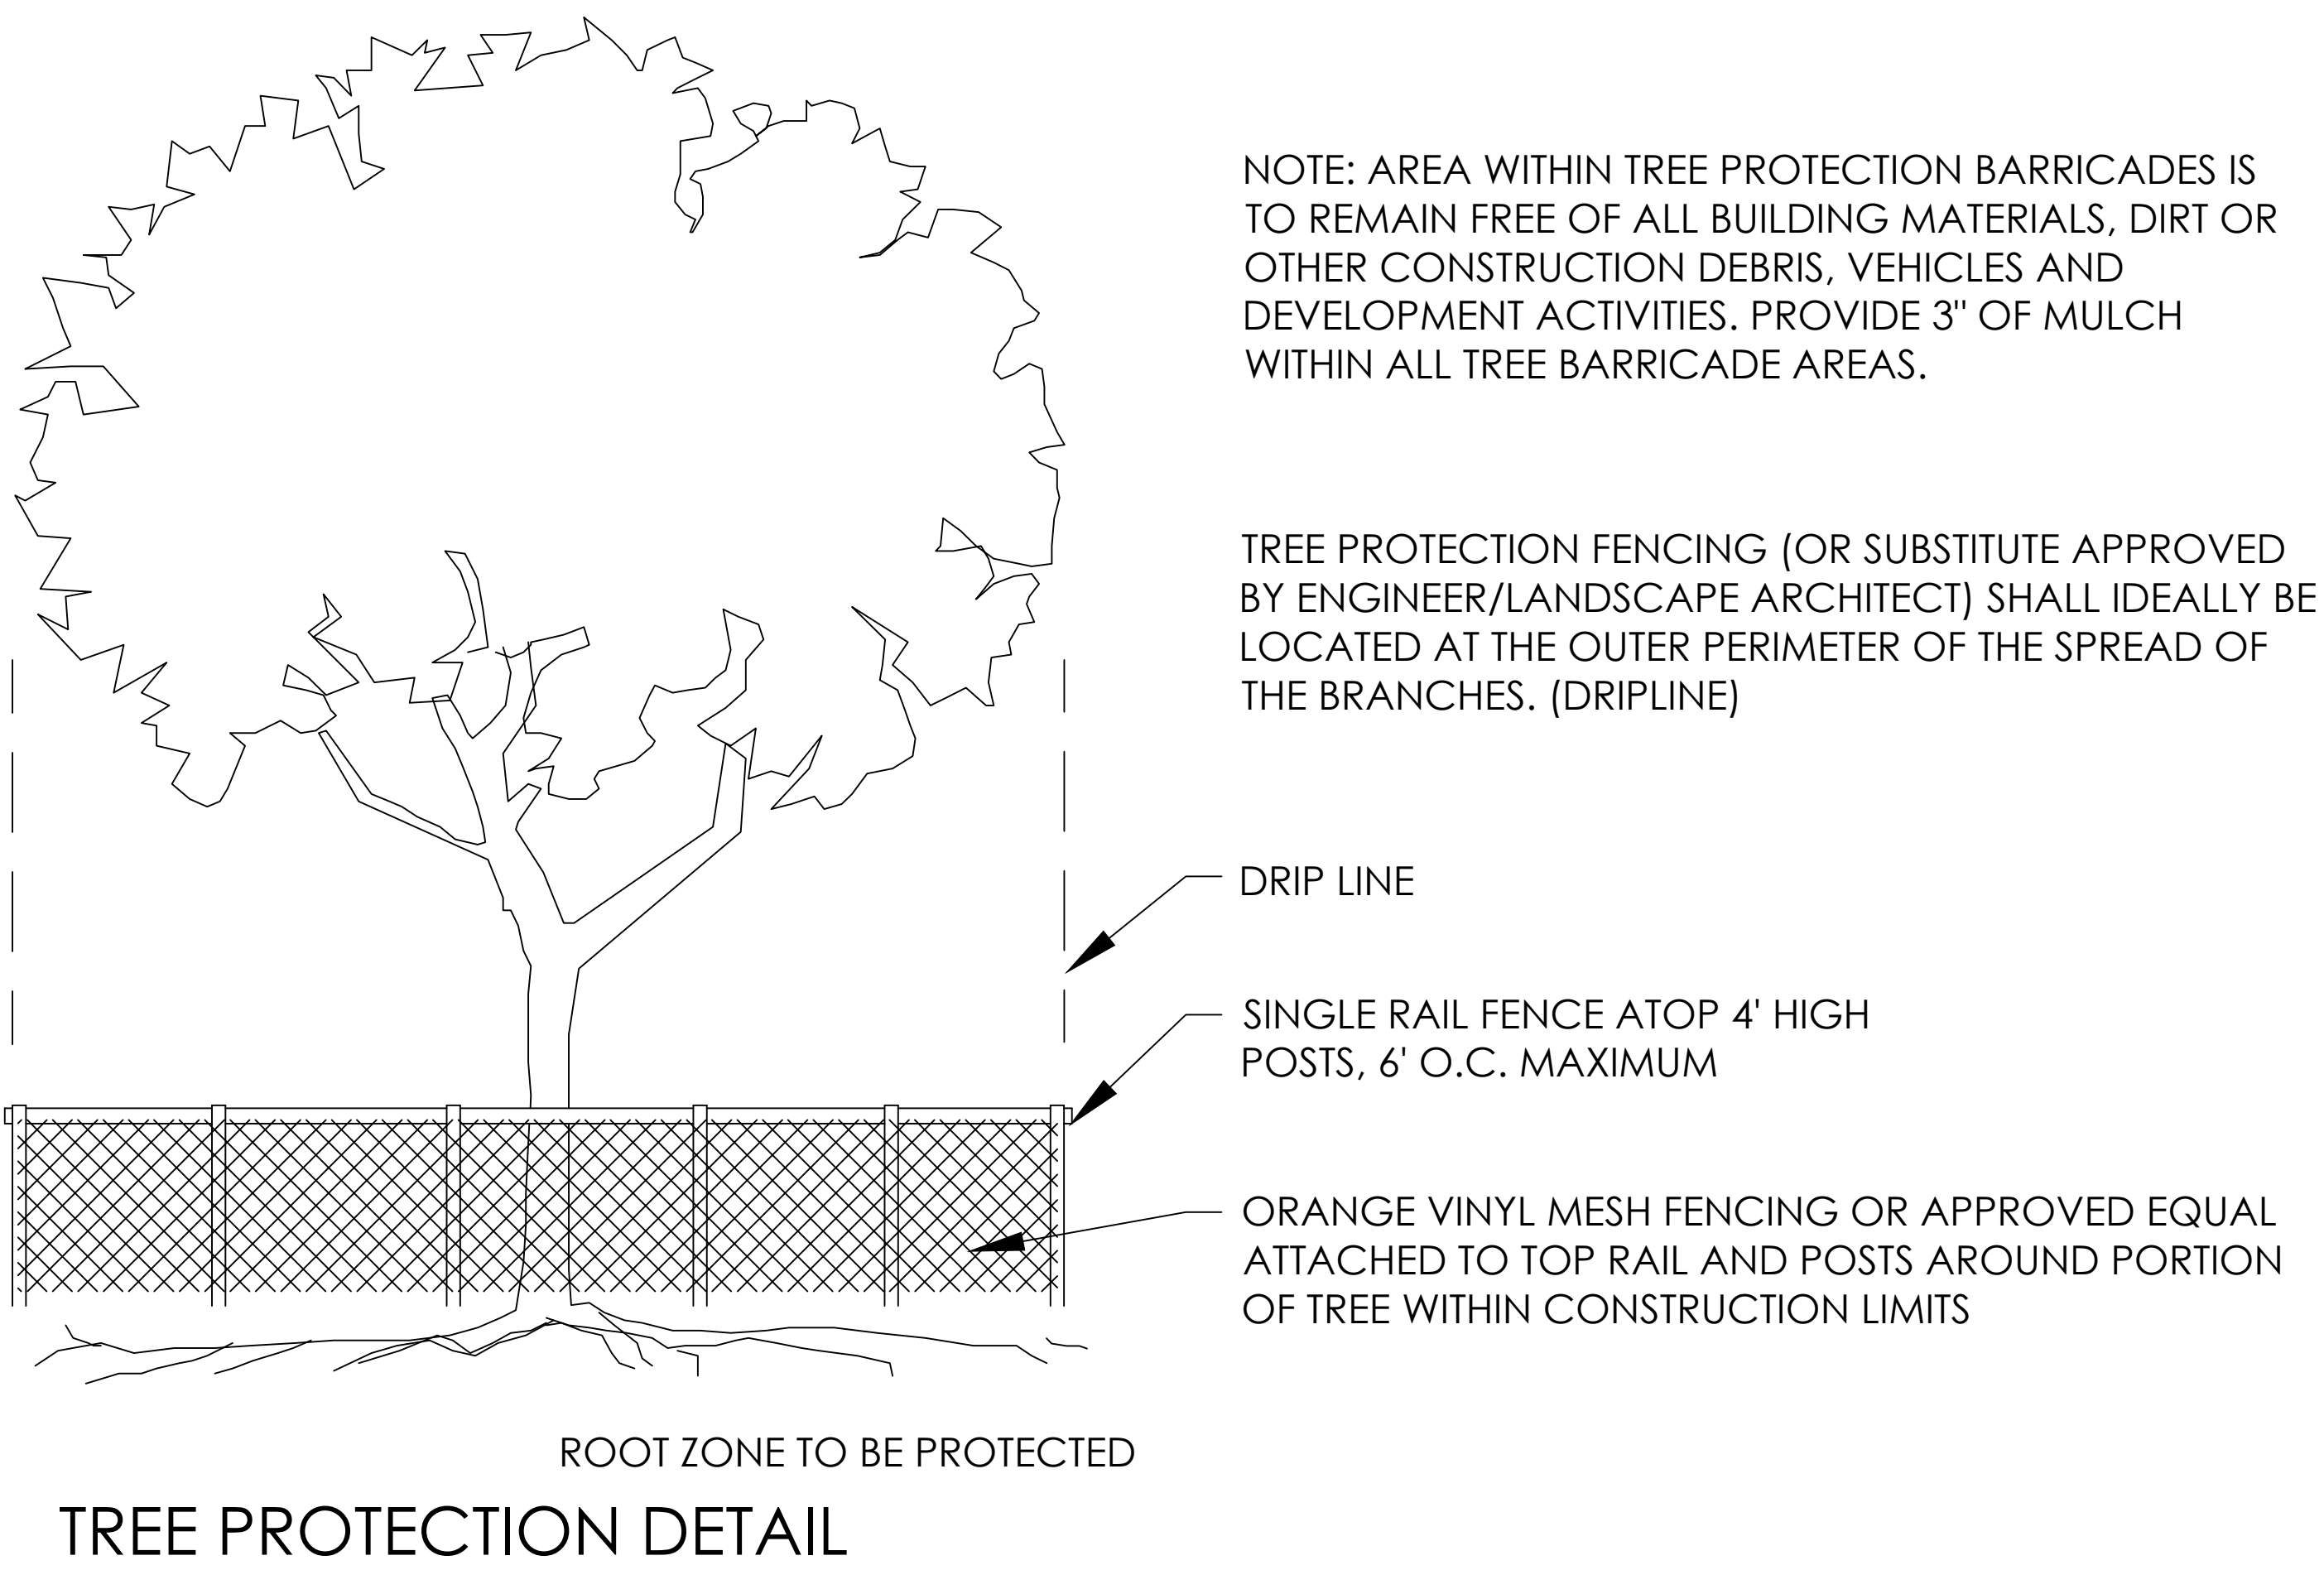 NOTE: AREA WITHIN TREE PROTECTION BARRICADES IS
TO REMAIN FREE OF ALL BUILDING MATERIALS, DIRT OR
OTHER CONSTRUCTION DEBRIS, VEHICLES AND
DEVELOPMENT ACTIVITIES. PROVIDE 3" OF MULCH
WITHIN ALL TREE BARRICADE AREAS.
TREE PROTECTION FENCING (OR SUBSTITUTE APPROVED
BY ENGINEER/LANDSCAPE ARCHITECT) SHALL IDEALLY BE
LOCATED AT THE OUTER PERIMETER OF THE SPREAD OF
THE BRANCHES. (DRIPLINE)
DRIP LINE
SINGLE RAIL FENCE ATOP 4' HIGH
POSTS, 6' O.C. MAXIMUM
ORANGE VINYL MESH FENCING OR APPROVED EQUAL
ATTACHED TO TOP RAIL AND POSTS AROUND PORTION
OF TREE WITHIN CONSTRUCTION LIMITS
ROOT ZONE TO BE PROTECTED
TREE PROTECTION DETAIL